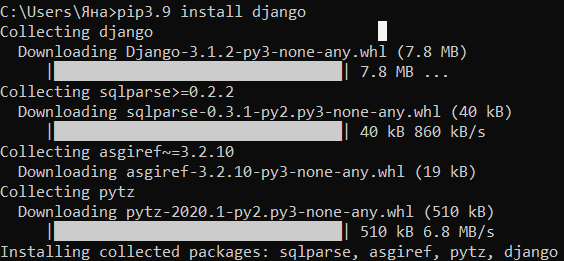 C:\Users\Яна>pip3.9 install django
Collecting django
Downloading Django-3.1.2-py3-none-any.whl (7.8 MB)
|████████████████████████████████| 7.8 MB ...
Collecting sqlparse>=0.2.2
Downloading sqlparse-0.3.1-py2.py3-none-any.whl (40 kB)
|████████████████████████████████| 40 kB 860 kB/s
Collecting asgiref~=3.2.10
Downloading asgiref-3.2.10-py3-none-any.whl (19 kB)
Collecting pytz
Downloading pytz-2020.1-py2.py3-none-any.whl (510 kB)
|████████████████████████████████| 510 kB 6.8 MB/s
Installing collected packages: sqlparse, asgiref, pytz, django